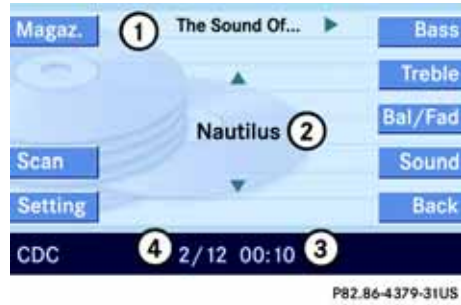 Magaz. 1 The Sound Of... Bass
Treble
Nautilus 2 Bal/Fad
Scan Sound
Setting Back
CDC 4 2/12 00:10 3
P82.86-4379-31US